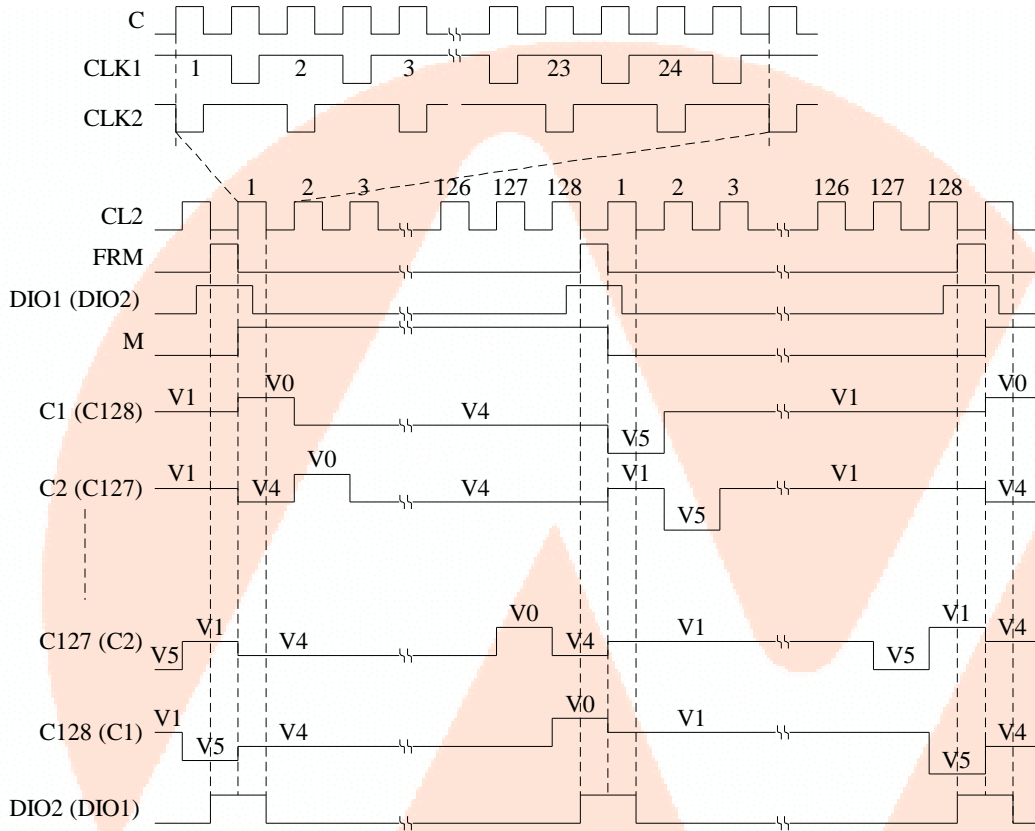 C
CLK1 1 2 3 23 24
CLK2
1 2 3 126 127 128 1 2 3 126 127 128
CL2
FRM
DIO1 (DIO2)
M
V1 V0 V4 V5 V1 V0
C1 (C128)
V1 V4 V0 V4 V1 V5 V1 V4
C2 (C127)
V5 V1 V4 V0 V4 V1 V5 V1 V4
C127 (C2)
V1 V5 V4 V0 V1 V5 V4
C128 (C1)
DIO2 (DIO1)